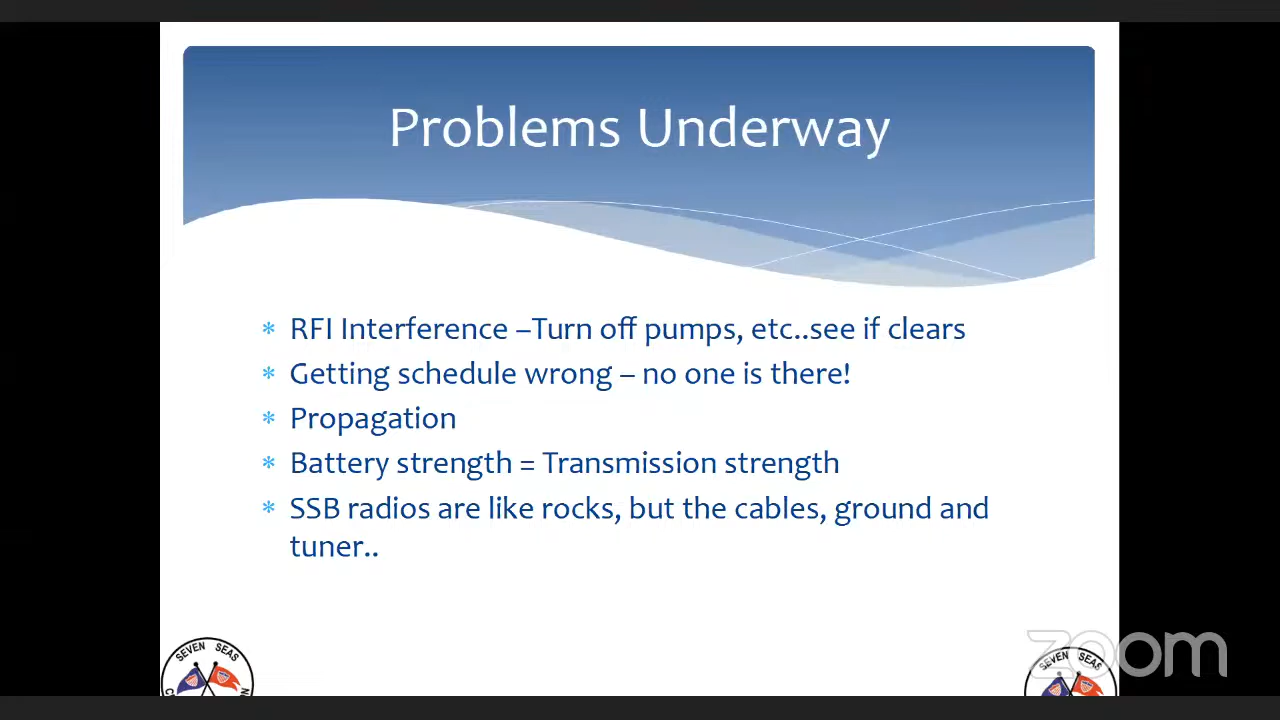 Problems Underway
* RFI Interference –Turn off pumps, etc..see if clears
* Getting schedule wrong – no one is there!
* Propagation
* Battery strength = Transmission strength
* SSB radios are like rocks, but the cables, ground and
tuner..
SEVEN SEAS
SEVEN SEAS
zoom